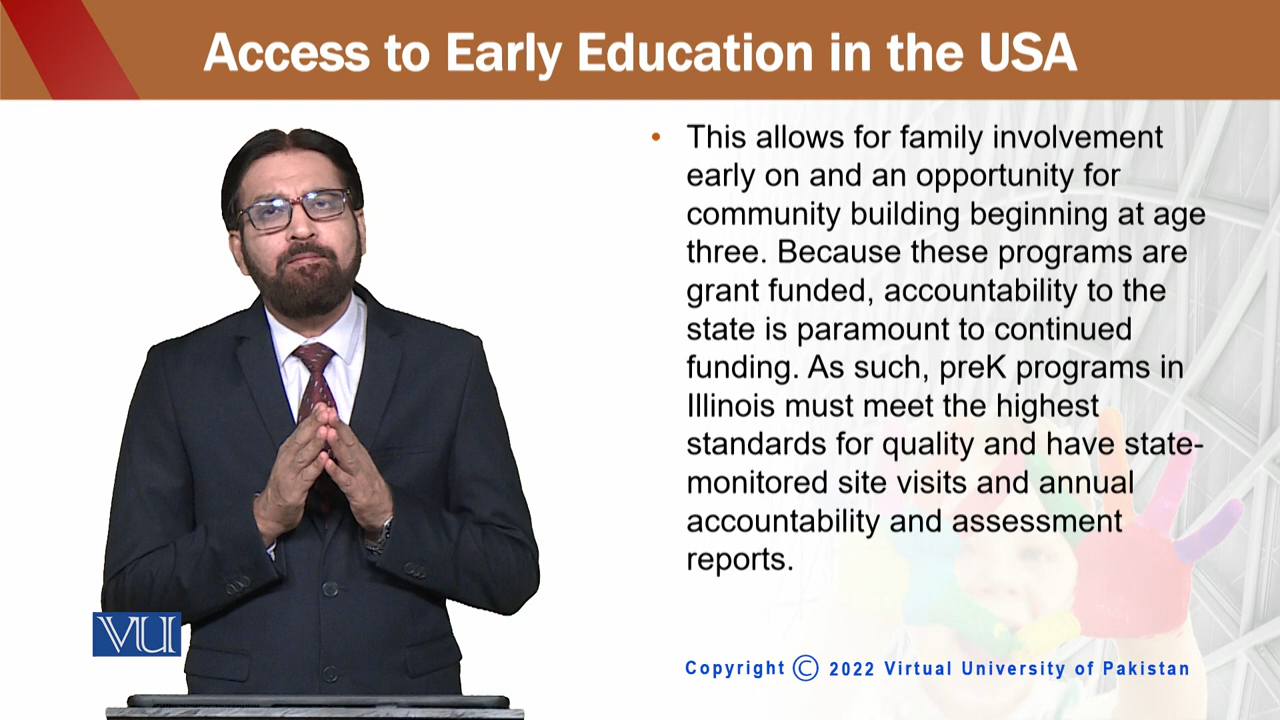 Access to Early Education in the USA
• This allows for family involvement
early on and an opportunity for
community building beginning at age
three. Because these programs are
grant funded, accountability to the
state is paramount to continued
funding. As such, preK programs in
Illinois must meet the highest
standards for quality and have state-
monitored site visits and annual
accountability and assessment
reports.
VU
Copyright © 2022 Virtual University of Pakistan